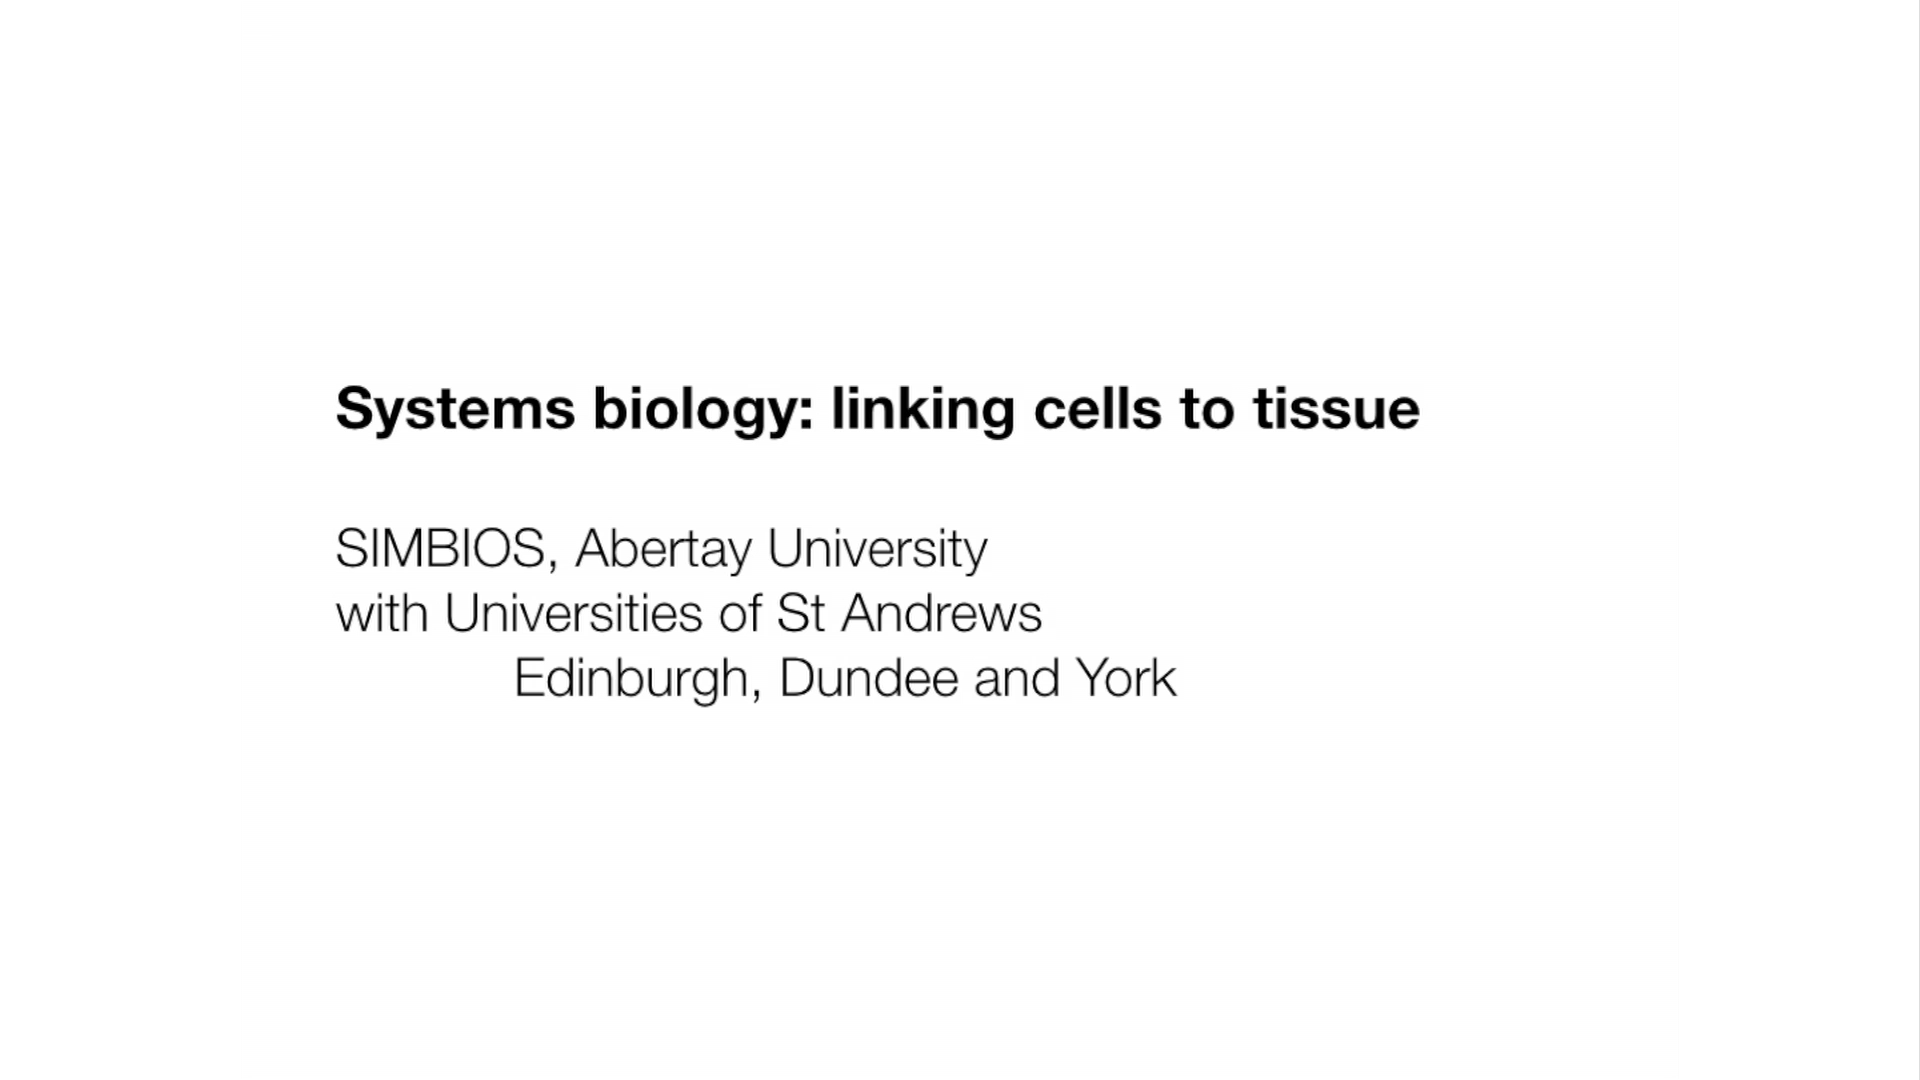 Systems biology: linking cells to tissue
SIMBIOS, Abertay University
with Universities of St Andrews
Edinburgh, Dundee and York